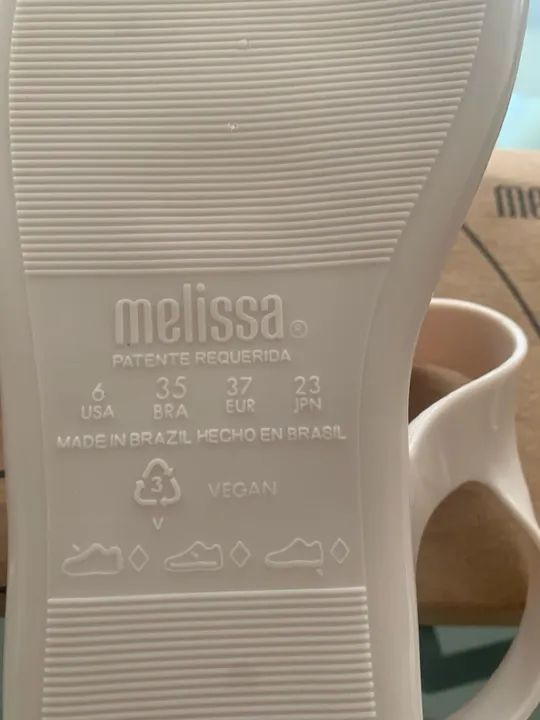 melissa®
PATENTE REQUERIDA
6 35 37 23
USA BRA EUR JPN
MADE IN BRAZIL HECHO EN BRASIL
3 VEGAN
V
me